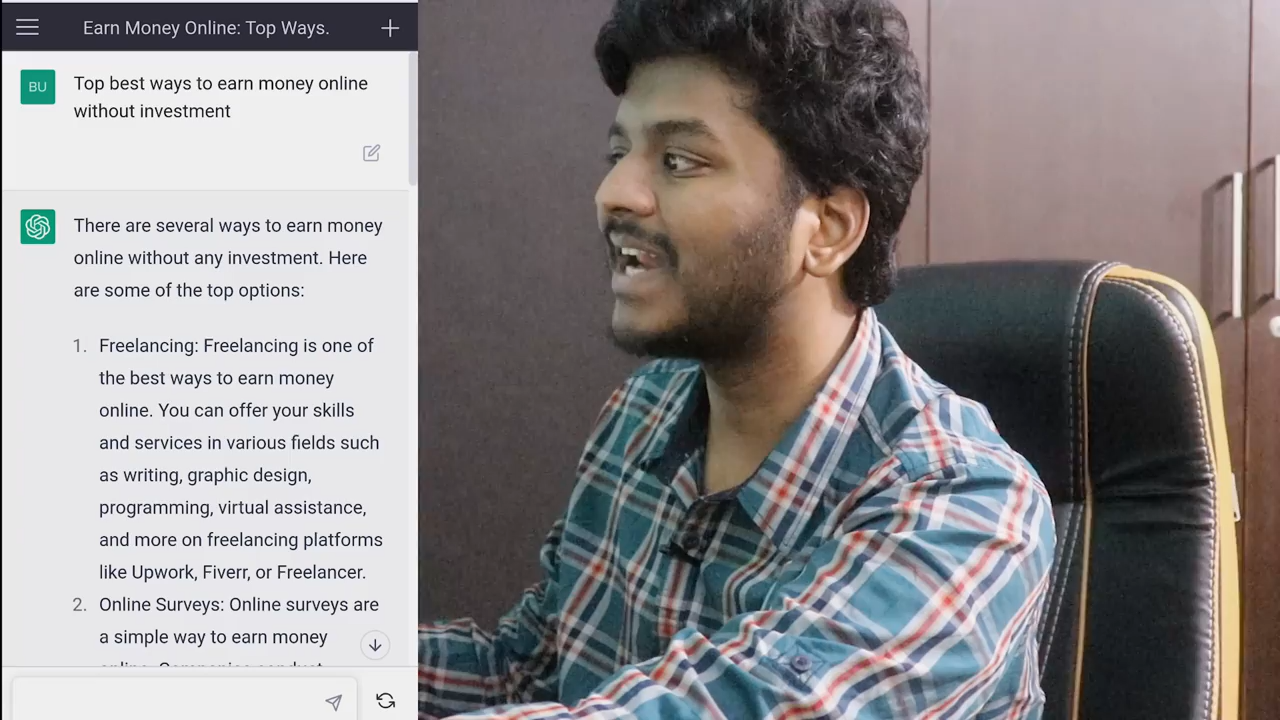 Earn Money Online: Top Ways.
BU
Top best ways to earn money online
without investment
There are several ways to earn money
online without any investment. Here
are some of the top options:
1. Freelancing: Freelancing is one of
the best ways to earn money
online. You can offer your skills
and services in various fields such
as writing, graphic design,
programming, virtual assistance,
and more on freelancing platforms
like Upwork, Fiverr, or Freelancer.
2. Online Surveys: Online surveys are
a simple way to earn money